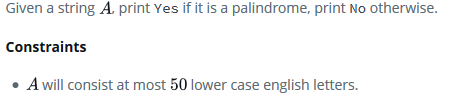 Given a string A, print Yes if it is a palindrome, print No otherwise.
Constraints
• A will consist at most 50 lower case english letters.